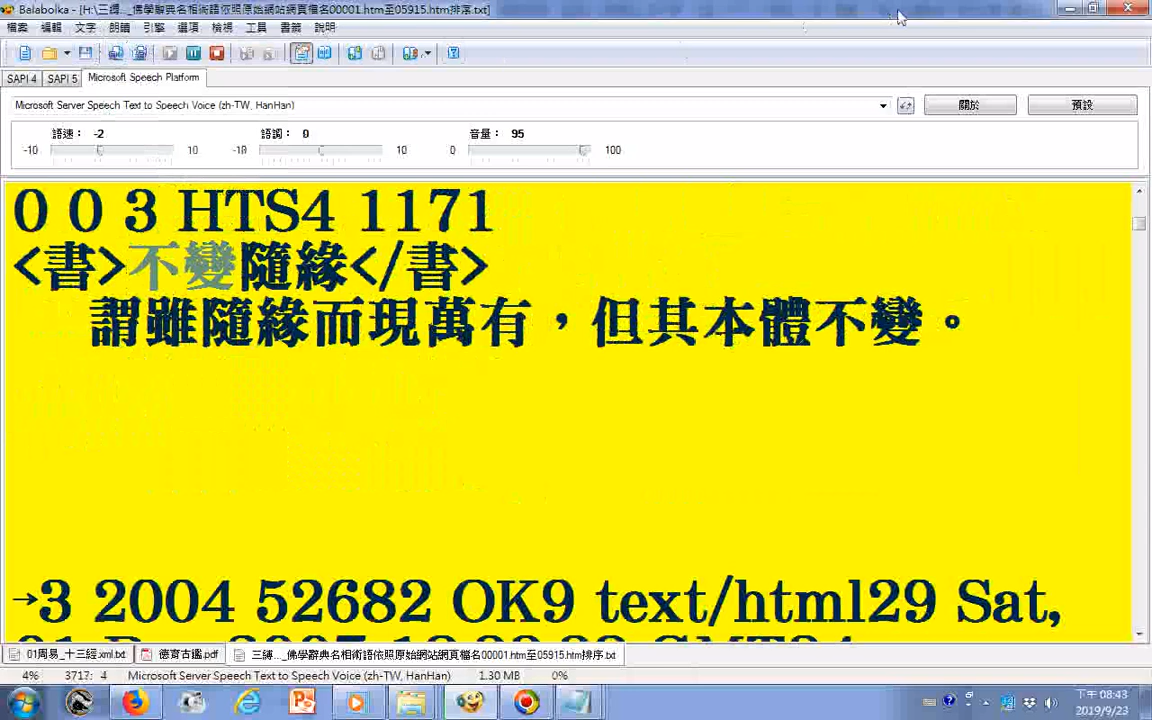 Balabolka - [H:\三縛..._佛學辭典名相術語依照原始網站網頁檔名00001.htm至05915.htm排序.txt]
檔案 編輯 文字 朗讀 引擎 選項 檢視 工具 書籤 說明
SAPI 4 SAPI 5 Microsoft Speech Platform
Microsoft Server Speech Text to Speech Voice (zh-TW, HanHan) 關於 預設
語速： -2 語調： 0 音量： 95
-10 10 -10 10 0 100
0 0 3 HTS4 1171
<書>不變隨緣</書>
謂雖隨緣而現萬有，但其本體不變。
→3 2004 52682 OK9 text/html29 Sat,
01周易_十三經.xml.txt 德育古鑑.pdf 三縛..._佛學辭典名相術語依照原始網站網頁檔名00001.htm至05915.htm排序.txt
4% 3717: 4 Microsoft Server Speech Text to Speech Voice (zh-TW, HanHan) 1.30 MB 0%
下午 08:43
2019/9/23